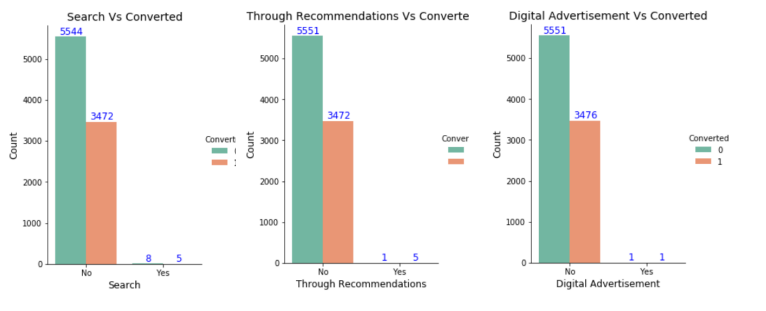 Search Vs Converted
5544
5000
4000
3472
3000
2000
1000
0
8
5
No
Yes
Count
Search
Convert
Through Recommendations Vs Converte
5551
5000
4000
3472
3000
2000
1000
0
1
5
No
Yes
Count
Through Recommendations
Conver
Digital Advertisement Vs Converted
5551
5000
4000
3476
3000
2000
1000
0
1
1
No
Yes
Count
Digital Advertisement
Converted
0
1